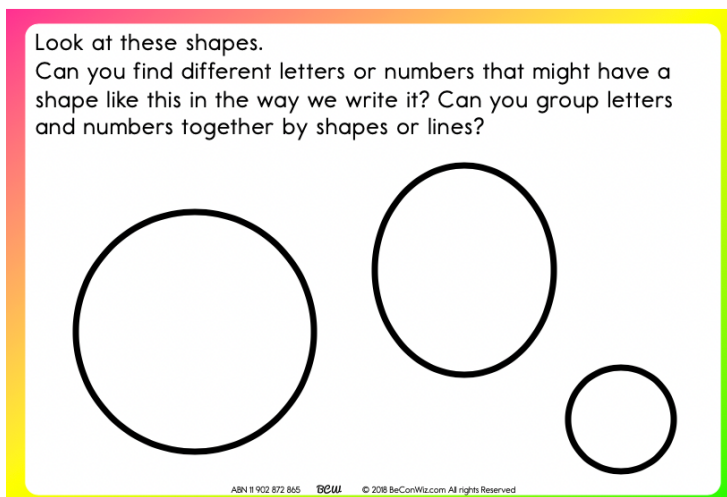 Look at these shapes.
Can you find different letters or numbers that might have a
shape like this in the way we write it? Can you group letters
and numbers together by shapes or lines?
ABN 11 902 872 865 BCW © 2018 BeConWiz.com All rights Reserved